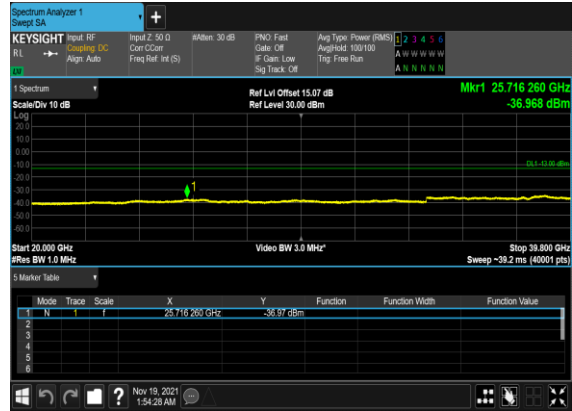 Spectrum Analyzer 1
Swept SA
+
KEYSIGHT Input: RF Input Z: 50 Ω #Atten: 30 dB PNO: Fast Avg Type: Power (RMS) 1 2 3 4 5 6
RL Coupling: DC Corr CCorr Gate: Off Avg|Hold: 100/100 A W W W W W
Align: Auto Freq Ref: Int (S) IF Gain: Low Trig: Free Run
Sig Track: Off A N N N N N
1 Spectrum Ref Lvl Offset 15.07 dB Mkr1 25.716 260 GHz
Scale/Div 10 dB Ref Level 30.00 dBm -36.968 dBm
Log
20.0
10.0
0.00
-10.0 DL1 -13.00 dBm
-20.0
-30.0 1
-40.0
-50.0
-60.0
Start 20.000 GHz Video BW 3.0 MHz* Stop 39.800 GHz
#Res BW 1.0 MHz Sweep ~39.2 ms (40001 pts)
5 Marker Table
Mode Trace Scale X Y Function Function Width Function Value
1 N 1 f 25.716 260 GHz -36.97 dBm
2
3
4
5
6
? Nov 19, 2021
1:54:28 AM